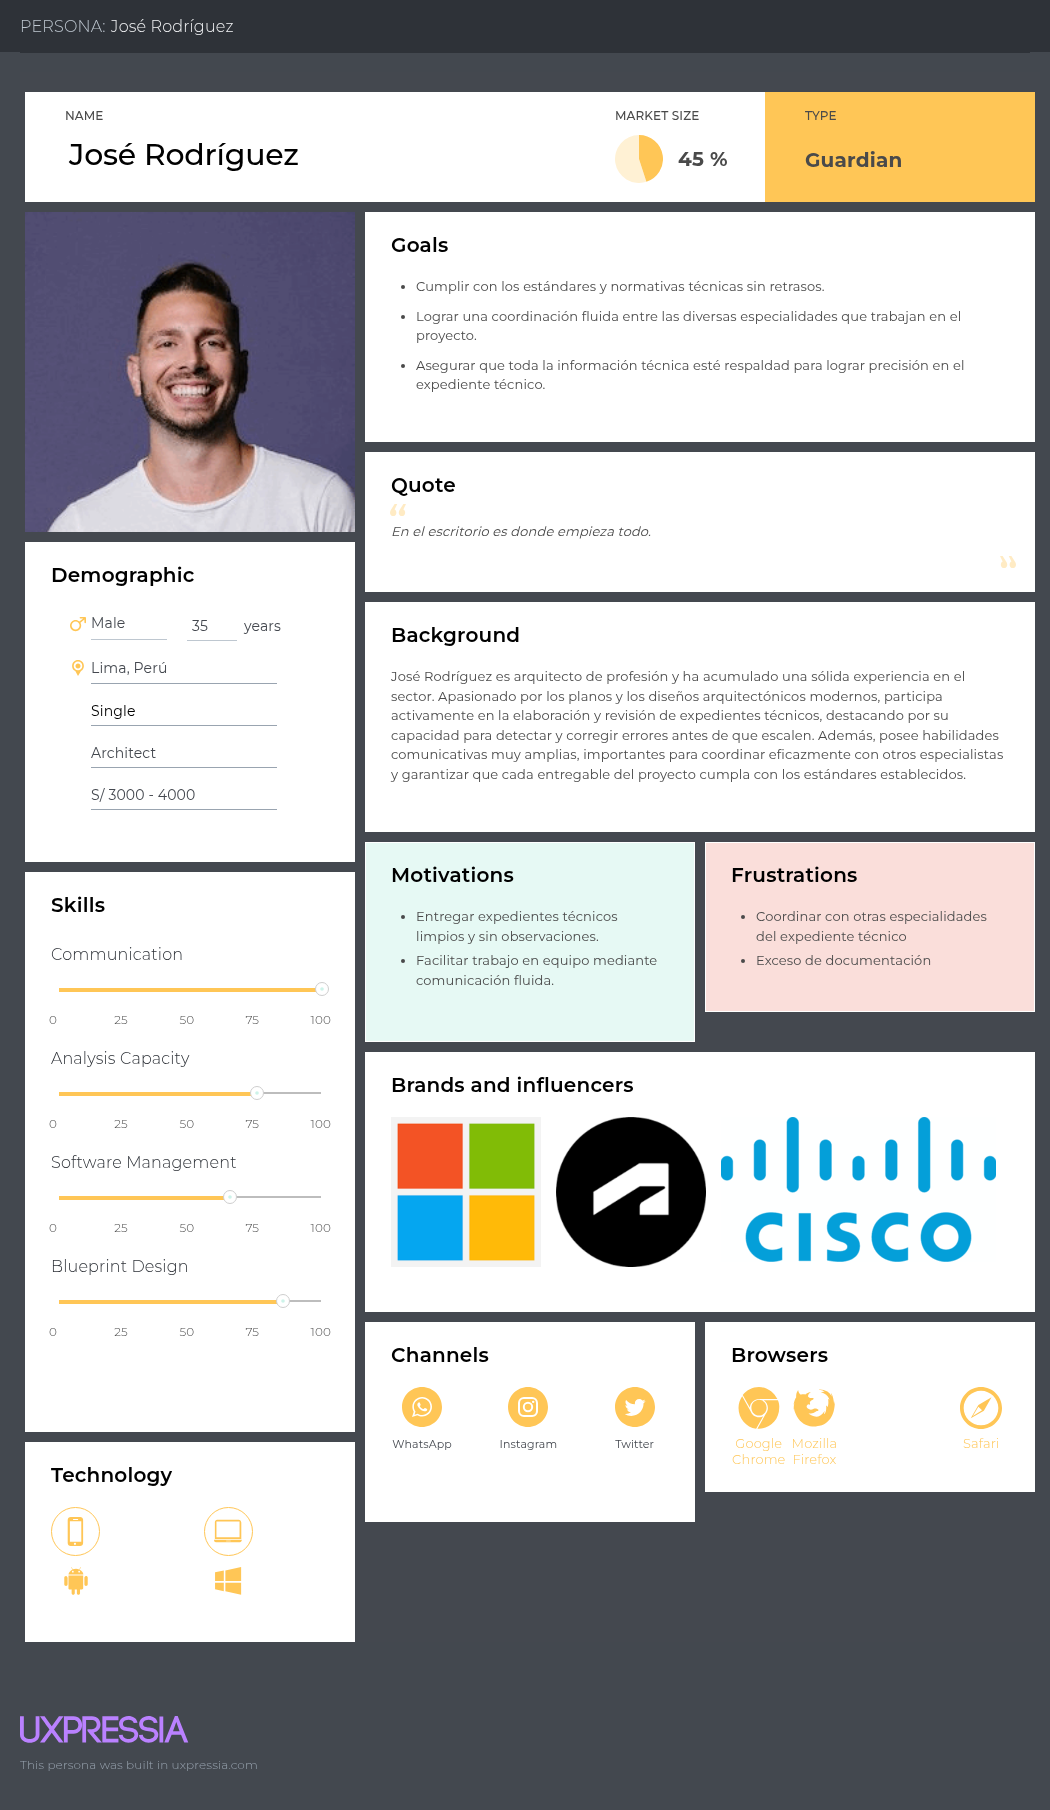 PERSONA: José Rodríguez
NAME
José Rodríguez
MARKET SIZE
45 %
TYPE
Guardian
Goals
• Cumplir con los estándares y normativas técnicas sin retrasos.
• Lograr una coordinación fluida entre las diversas especialidades que trabajan en el
proyecto.
• Asegurar que toda la información técnica esté respaldad para lograr precisión en el
expediente técnico.
Quote
“
En el escritorio es donde empieza todo.
”
Demographic
Male 35 years
Lima, Perú
Single
Architect
S/ 3000 - 4000
Background
José Rodríguez es arquitecto de profesión y ha acumulado una sólida experiencia en el
sector. Apasionado por los planos y los diseños arquitectónicos modernos, participa
activamente en la elaboración y revisión de expedientes técnicos, destacando por su
capacidad para detectar y corregir errores antes de que escalen. Además, posee habilidades
comunicativas muy amplias, importantes para coordinar eficazmente con otros especialistas
y garantizar que cada entregable del proyecto cumpla con los estándares establecidos.
Skills
Communication
0 25 50 75 100
Analysis Capacity
0 25 50 75 100
Software Management
0 25 50 75 100
Blueprint Design
0 25 50 75 100
Motivations
• Entregar expedientes técnicos
limpios y sin observaciones.
• Facilitar trabajo en equipo mediante
comunicación fluida.
Frustrations
• Coordinar con otras especialidades
del expediente técnico
• Exceso de documentación
Brands and influencers
CISCO
Channels
WhatsApp Instagram Twitter
Browsers
Google Mozilla Safari
Chrome Firefox
Technology
UXPRESSIA
This persona was built in uxpressia.com